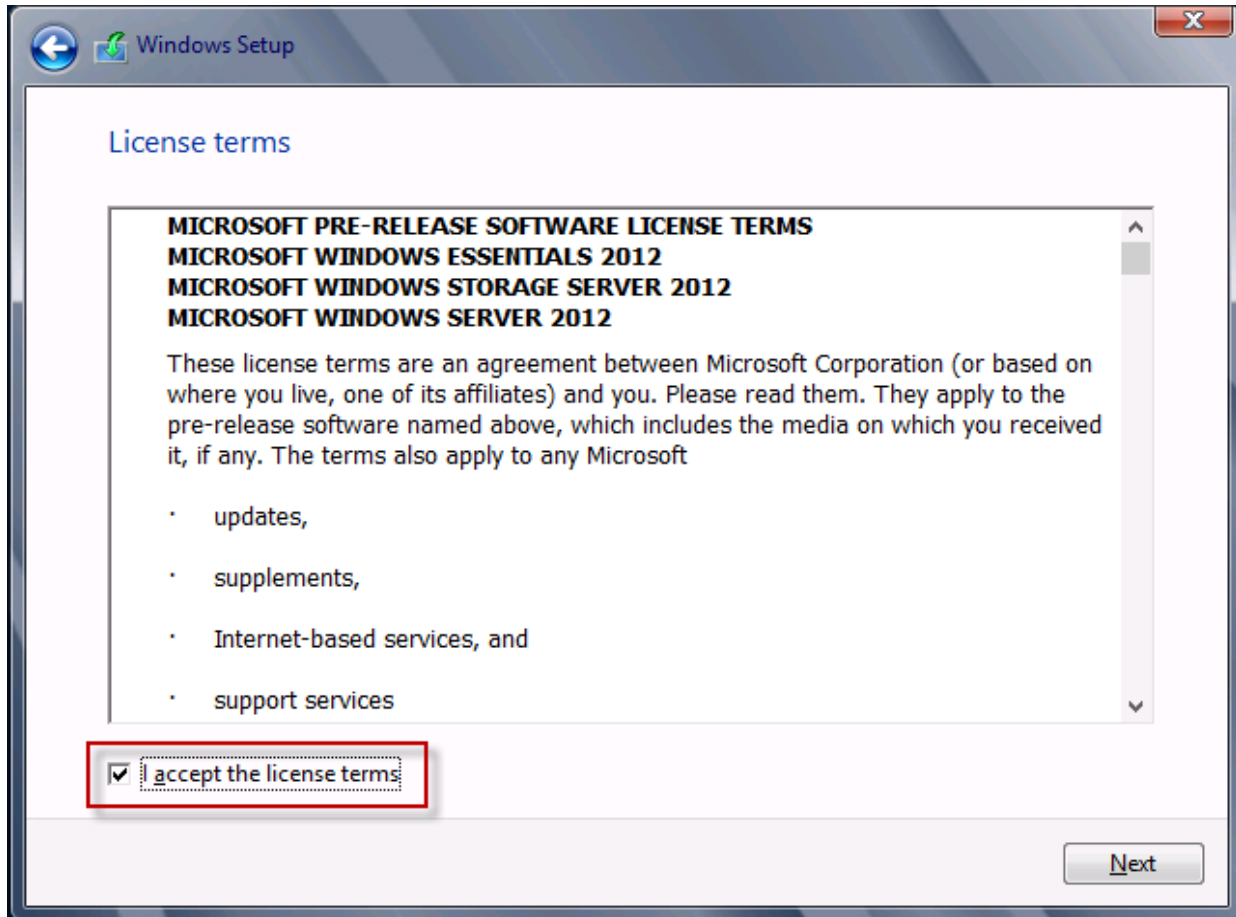 Windows Setup
License terms
MICROSOFT PRE-RELEASE SOFTWARE LICENSE TERMS
MICROSOFT WINDOWS ESSENTIALS 2012
MICROSOFT WINDOWS STORAGE SERVER 2012
MICROSOFT WINDOWS SERVER 2012
These license terms are an agreement between Microsoft Corporation (or based on
where you live, one of its affiliates) and you. Please read them. They apply to the
pre-release software named above, which includes the media on which you received
it, if any. The terms also apply to any Microsoft
· updates,
· supplements,
· Internet-based services, and
· support services
I accept the license terms
Next